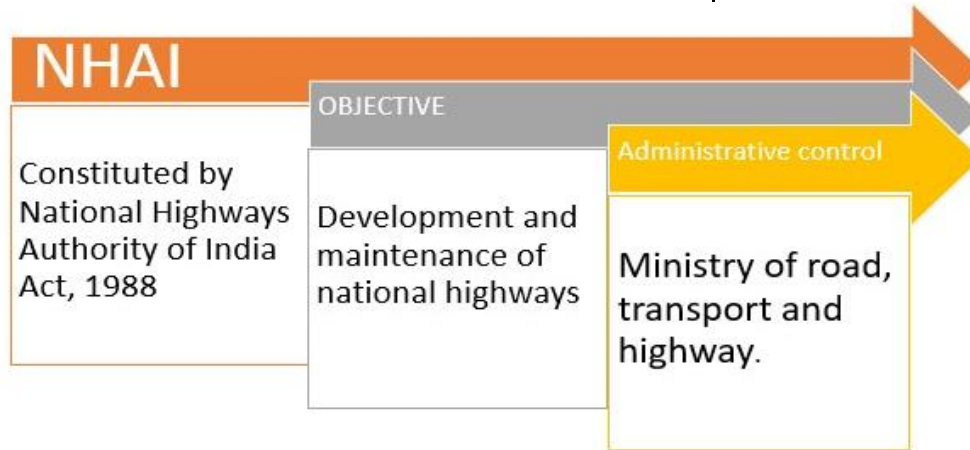 NHAI
Constituted by
National Highways
Authority of India
Act, 1988
OBJECTIVE
Development and
maintenance of
national highways
Administrative control
Ministry of road,
transport and
highway.